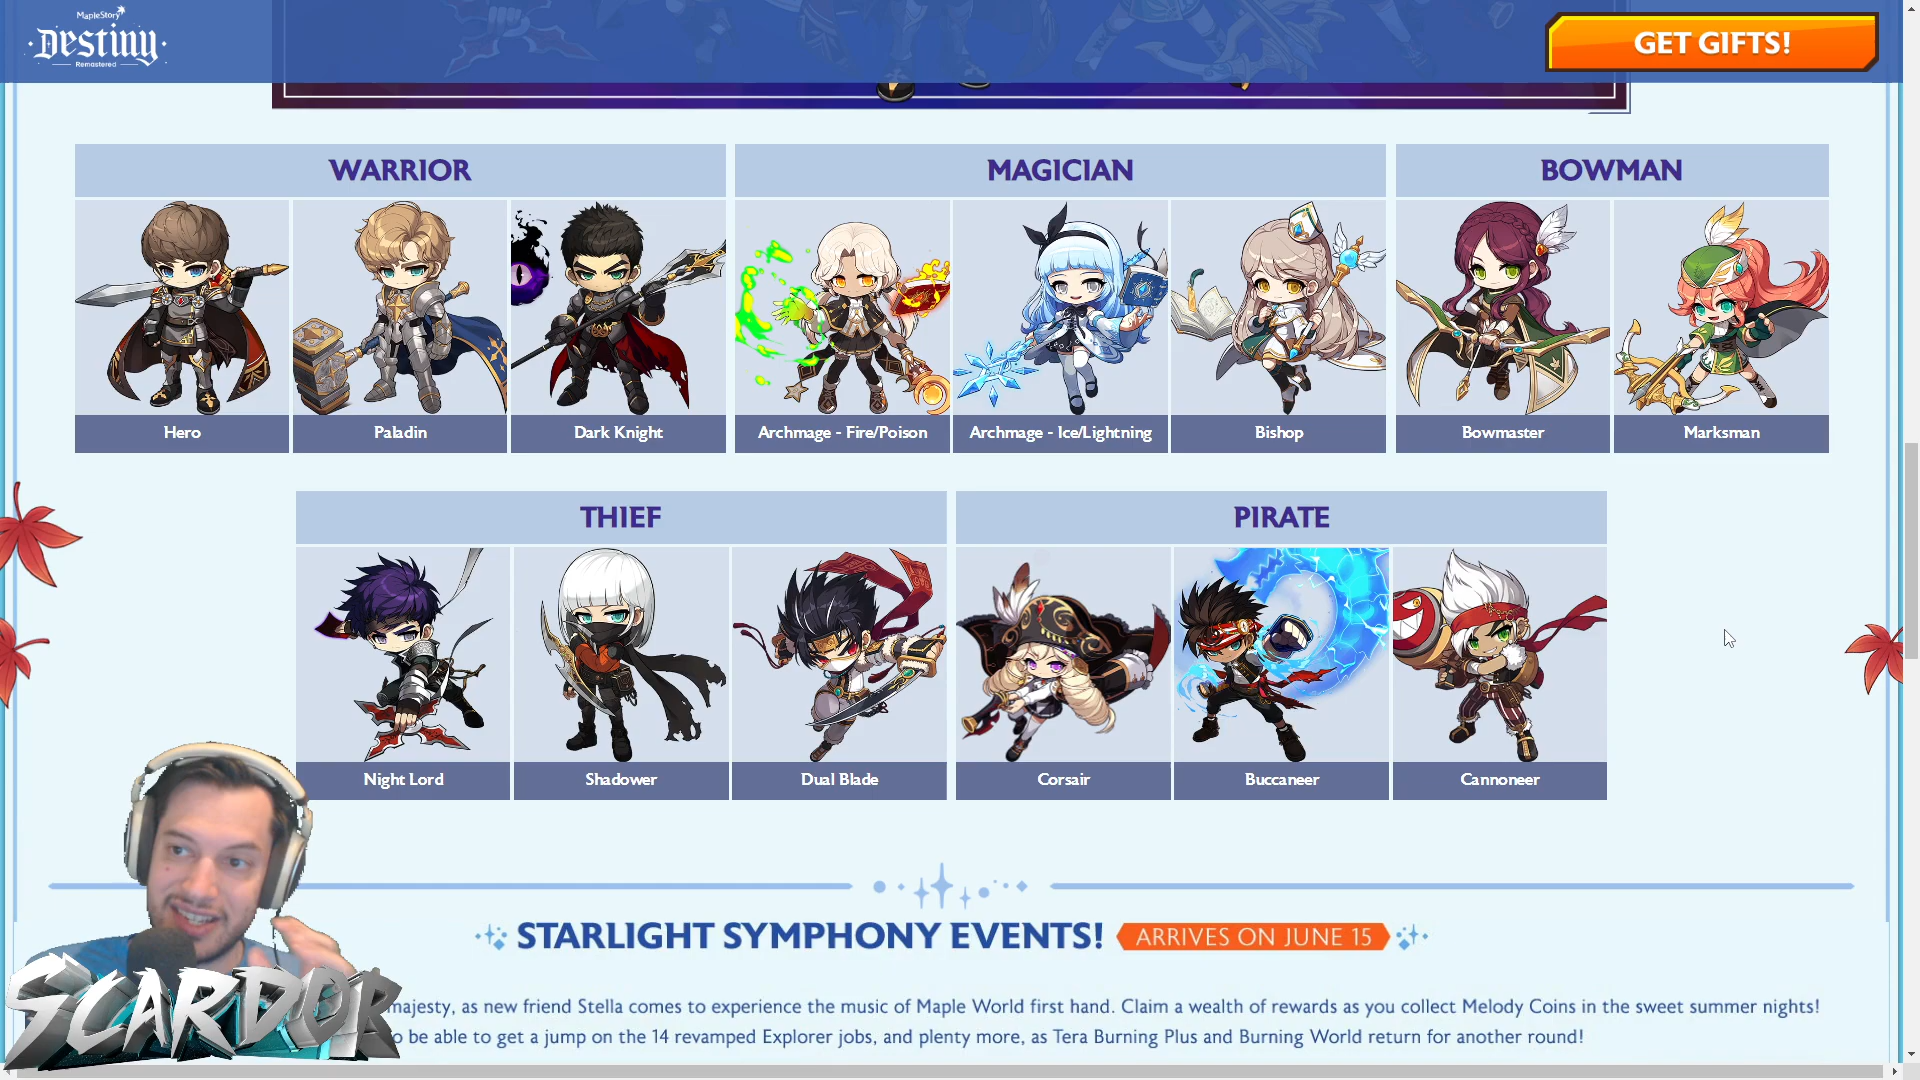 MapleStory
Destiny
Remastered
GET GIFTS!
WARRIOR
MAGICIAN
BOWMAN
Hero
Paladin
Dark Knight
Archmage - Fire/Poison
Archmage - Ice/Lightning
Bishop
Bowmaster
Marksman
THIEF
PIRATE
Night Lord
Shadower
Dual Blade
Corsair
Buccaneer
Cannoneer
STARLIGHT SYMPHONY EVENTS! ARRIVES ON JUNE 15
majesty, as new friend Stella comes to experience the music of Maple World first hand. Claim a wealth of rewards as you collect Melody Coins in the sweet summer nights!
o be able to get a jump on the 14 revamped Explorer jobs, and plenty more, as Tera Burning Plus and Burning World return for another round!
SCARDOR